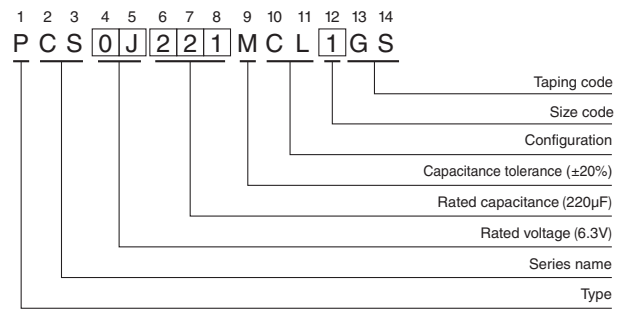 1 2 3 4 5 6 7 8 9 10 11 12 13 14
P C S 0 J 2 2 1 M C L 1 G S
Taping code
Size code
Configuration
Capacitance tolerance (±20%)
Rated capacitance (220μF)
Rated voltage (6.3V)
Series name
Type